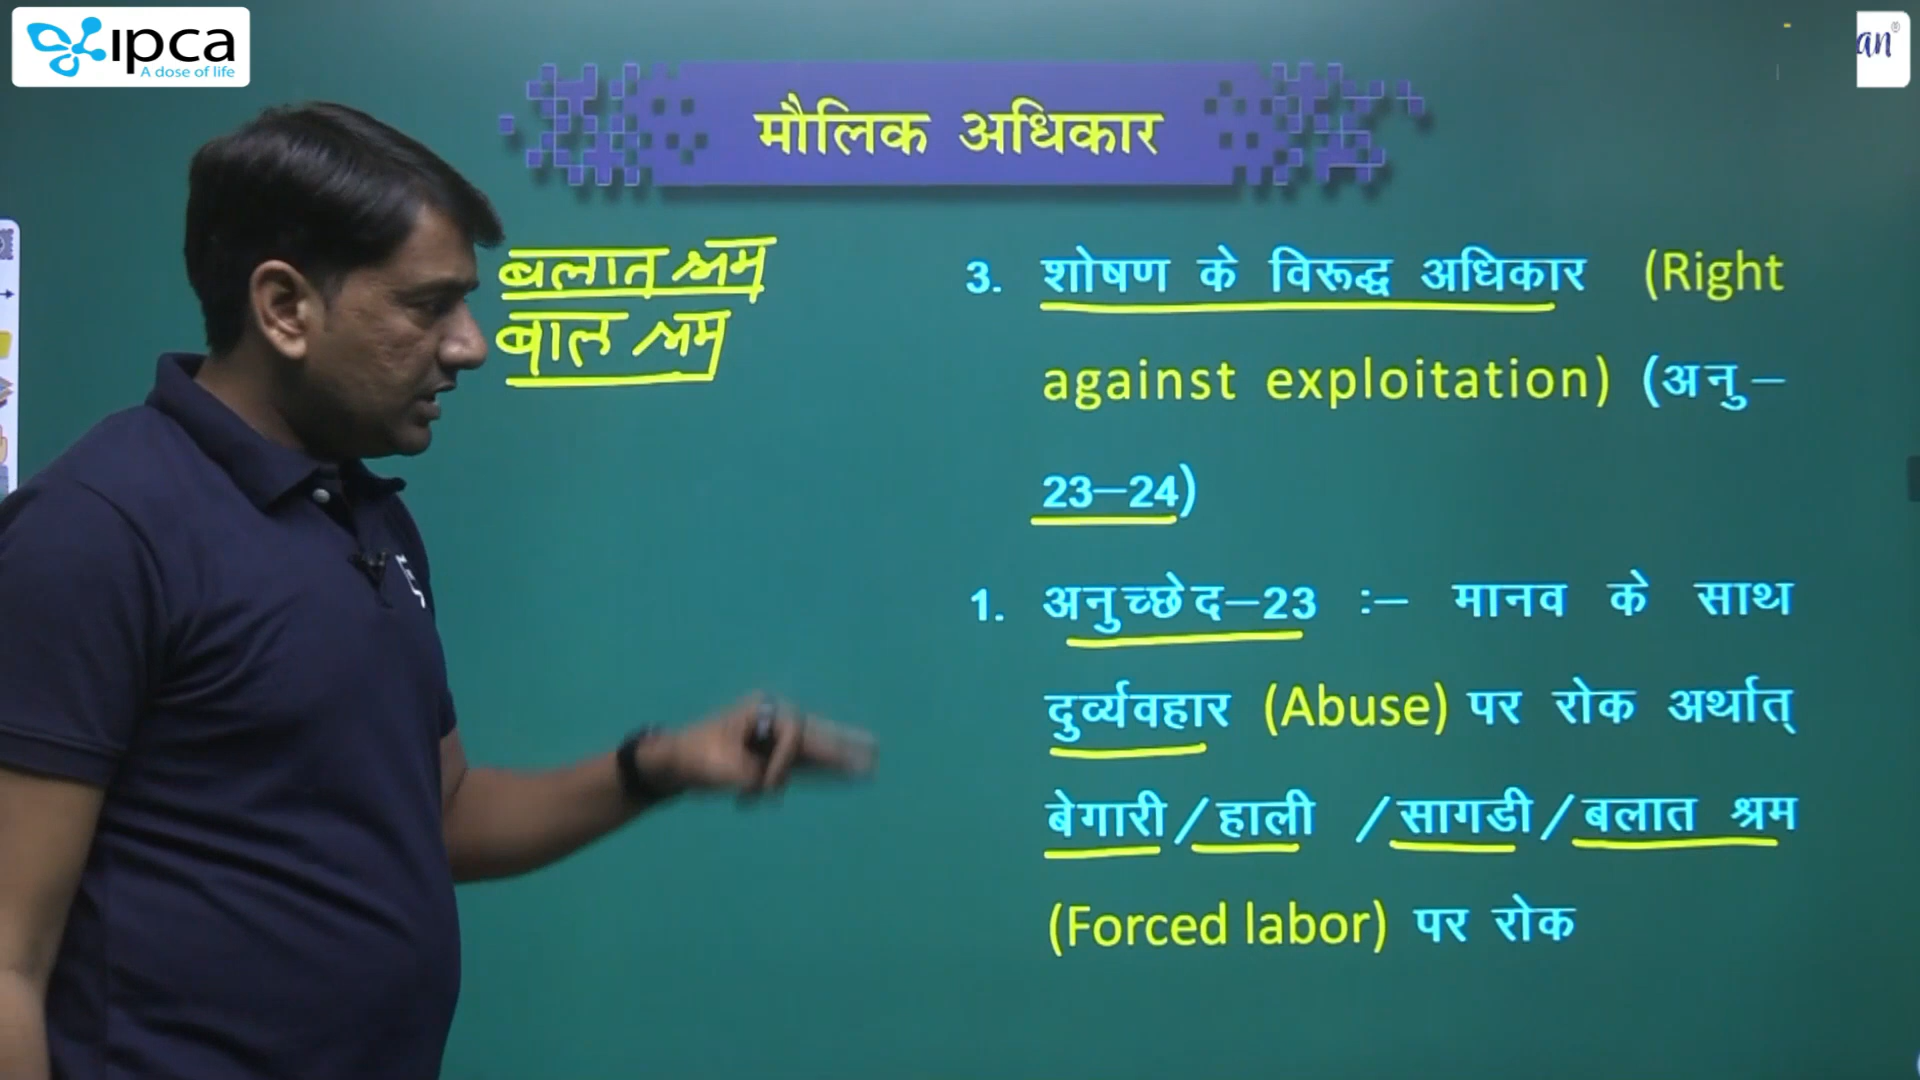 ipca
A dose of life
an®
मौलिक अधिकार
बलात श्रम
बाल श्रम
3. शोषण के विरूद्ध अधिकार (Right
against exploitation) (अनु–
23–24)
1. अनुच्छेद–23 :– मानव के साथ
दुर्व्यवहार (Abuse) पर रोक अर्थात्
बेगारी/हाली /सागडी/बलात श्रम
(Forced labor) पर रोक